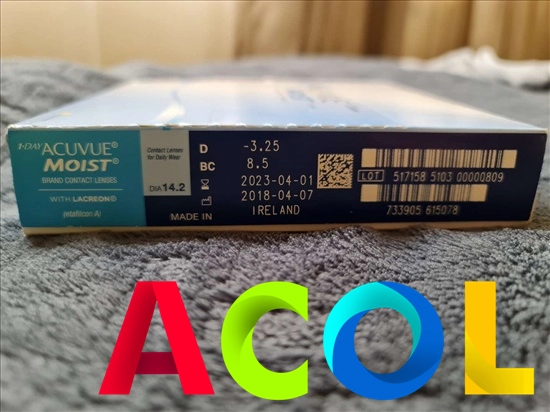 1·DAY ACUVUE®
MOIST®
BRAND CONTACT LENSES
WITH LACREON®
(etafilcon A)
Contact Lenses
for Daily Wear
DIA 14.2
D -3.25
BC 8.5
2023-04-01
2018-04-07
MADE IN IRELAND
LOT 517158 5103 00000809
733905 615078
ACOL